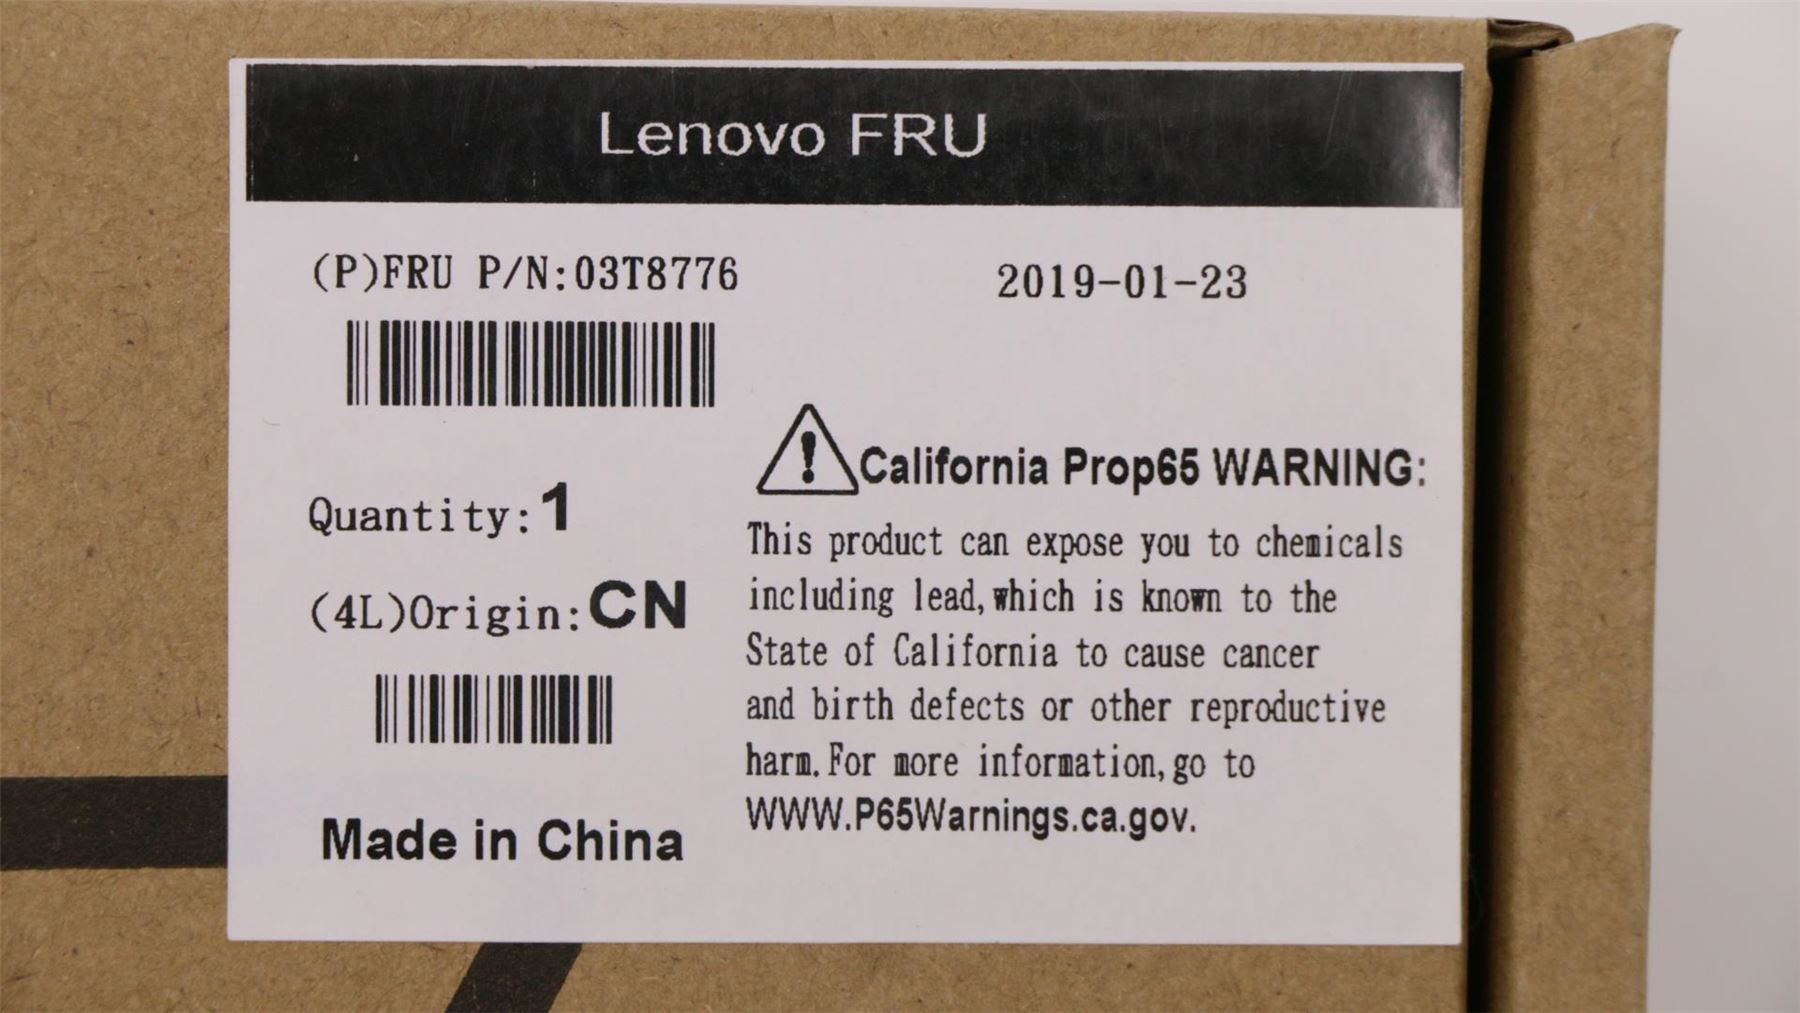 Lenovo FRU
(P)FRU P/N:03T8776
2019-01-23
Quantity:1
(4L)Origin:CN
Made in China
California Prop65 WARNING:
This product can expose you to chemicals
including lead,which is known to the
State of California to cause cancer
and birth defects or other reproductive
harm.For more information,go to
WWW.P65Warnings.ca.gov.